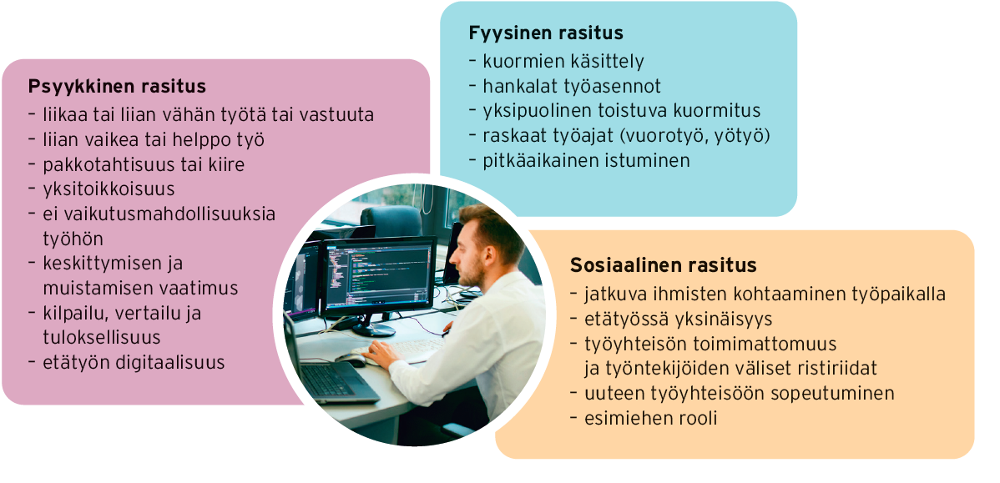 Psyykkinen rasitus
– liikaa tai liian vähän työtä tai vastuuta
– liian vaikea tai helppo työ
– pakkotahtisuus tai kiire
– yksitoikkoisuus
– ei vaikutusmahdollisuuksia
työhön
– keskittymisen ja
muistamisen vaatimus
– kilpailu, vertailu ja
tuloksellisuus
– etätyön digitaalisuus
Fyysinen rasitus
– kuormien käsittely
– hankalat työasennot
– yksipuolinen toistuva kuormitus
– raskaat työajat (vuorotyö, yötyö)
– pitkäaikainen istuminen
Sosiaalinen rasitus
– jatkuva ihmisten kohtaaminen työpaikalla
– etätyössä yksinäisyys
– työyhteisön toimimattomuus
ja työntekijöiden väliset ristiriidat
– uuteen työyhteisöön sopeutuminen
– esimiehen rooli